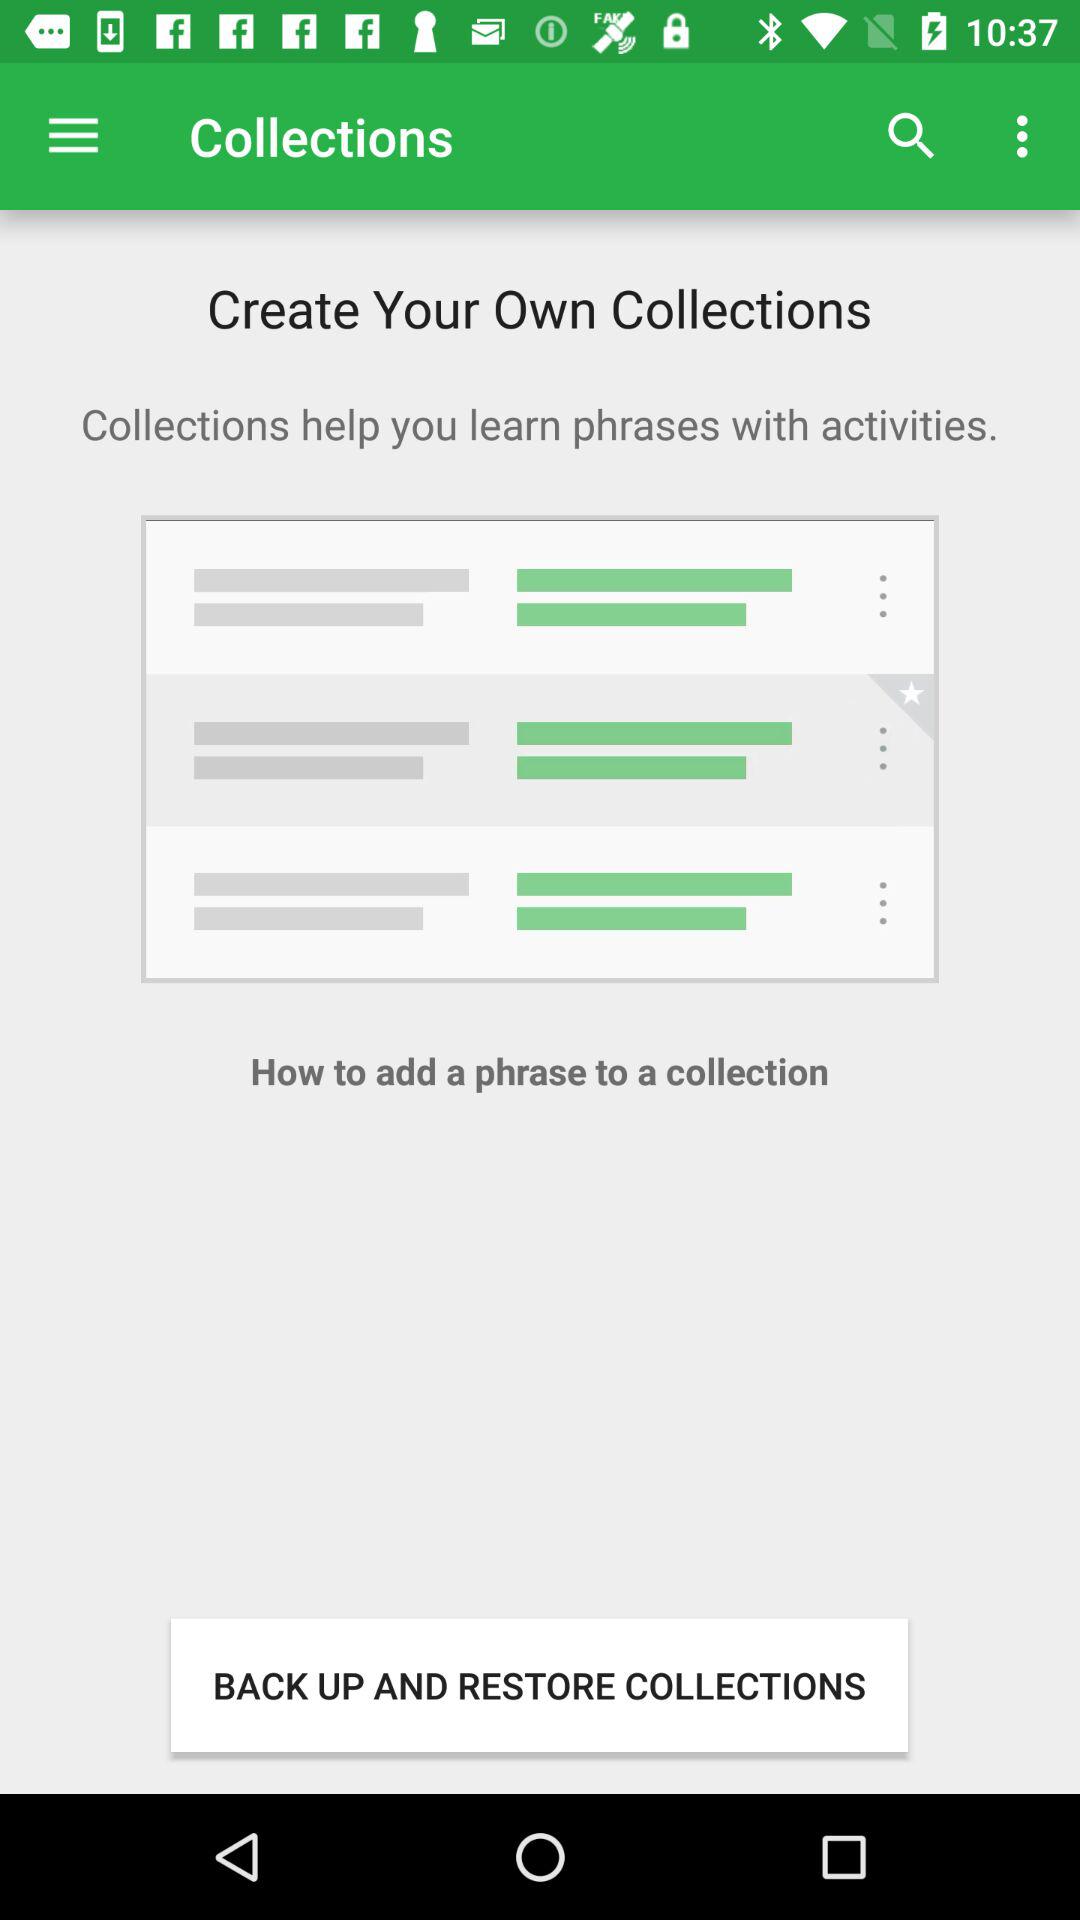 FAKE 10:37
Collections
Create Your Own Collections
Collections help you learn phrases with activities.
How to add a phrase to a collection
BACK UP AND RESTORE COLLECTIONS